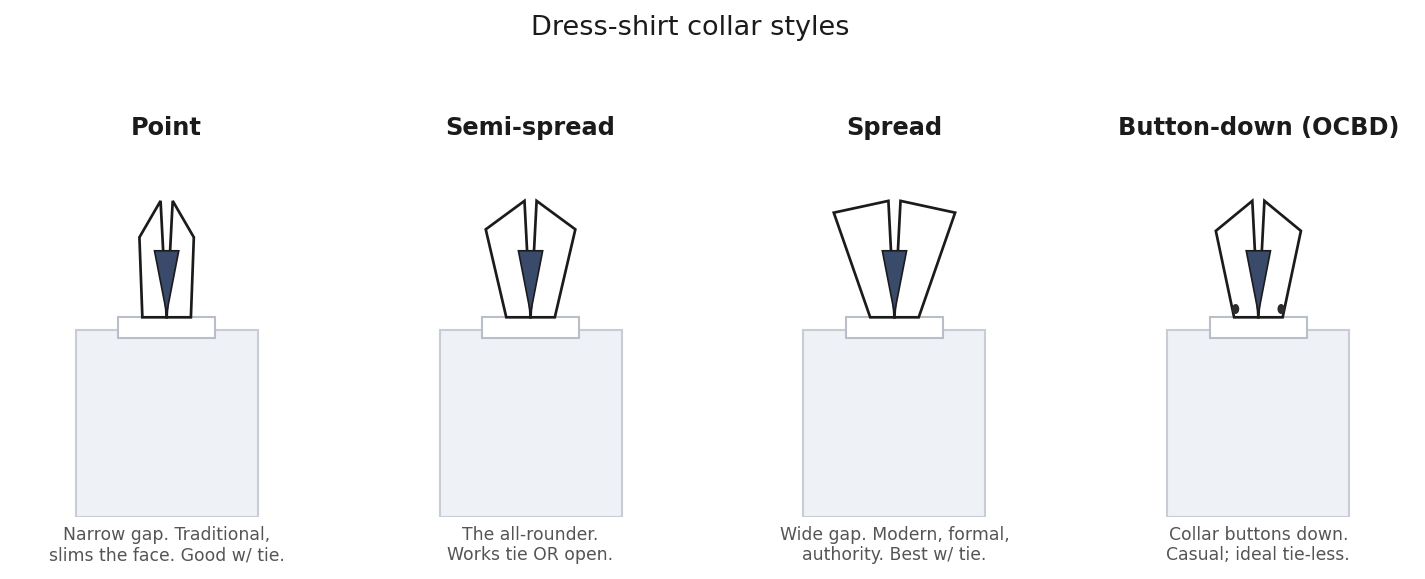 Dress-shirt collar styles
Point
Semi-spread
Spread
Button-down (OCBD)
Narrow gap. Traditional,
slims the face. Good w/ tie.
The all-rounder.
Works tie OR open.
Wide gap. Modern, formal,
authority. Best w/ tie.
Collar buttons down.
Casual; ideal tie-less.